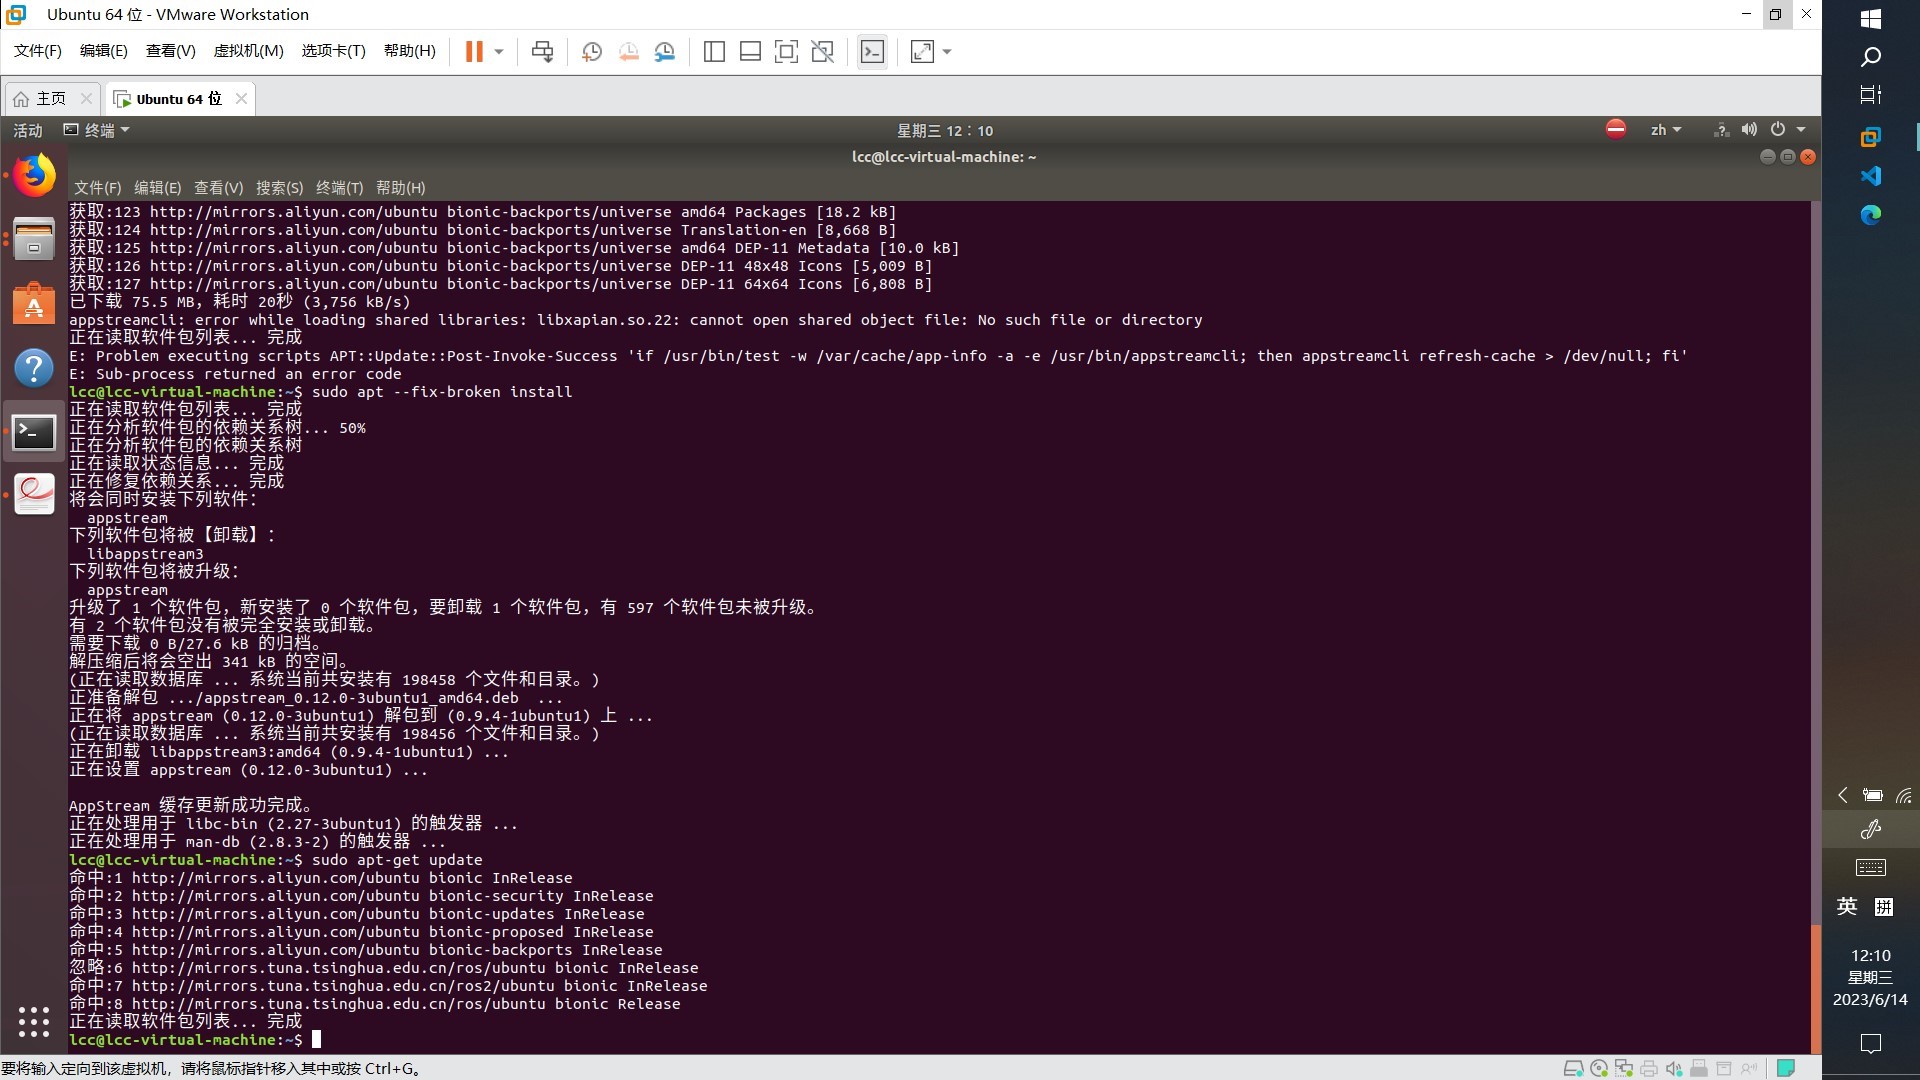 Ubuntu 64 位 - VMware Workstation
文件(F) 编辑(E) 查看(V) 虚拟机(M) 选项卡(T) 帮助(H)
主页 Ubuntu 64 位
活动 终端 星期三 12：10 zh
lcc@lcc-virtual-machine: ~
文件(F) 编辑(E) 查看(V) 搜索(S) 终端(T) 帮助(H)
获取:123 http://mirrors.aliyun.com/ubuntu bionic-backports/universe amd64 Packages [18.2 kB]
获取:124 http://mirrors.aliyun.com/ubuntu bionic-backports/universe Translation-en [8,668 B]
获取:125 http://mirrors.aliyun.com/ubuntu bionic-backports/universe amd64 DEP-11 Metadata [10.0 kB]
获取:126 http://mirrors.aliyun.com/ubuntu bionic-backports/universe DEP-11 48x48 Icons [5,009 B]
获取:127 http://mirrors.aliyun.com/ubuntu bionic-backports/universe DEP-11 64x64 Icons [6,808 B]
已下载 75.5 MB，耗时 20秒 (3,756 kB/s)
appstreamcli: error while loading shared libraries: libxapian.so.22: cannot open shared object file: No such file or directory
正在读取软件包列表... 完成
E: Problem executing scripts APT::Update::Post-Invoke-Success 'if /usr/bin/test -w /var/cache/app-info -a -e /usr/bin/appstreamcli; then appstreamcli refresh-cache > /dev/null; fi'
E: Sub-process returned an error code
lcc@lcc-virtual-machine:~$ sudo apt --fix-broken install
正在读取软件包列表... 完成
正在分析软件包的依赖关系树... 50%
正在分析软件包的依赖关系树
正在读取状态信息... 完成
正在修复依赖关系... 完成
将会同时安装下列软件：
appstream
下列软件包将被【卸载】：
libappstream3
下列软件包将被升级：
appstream
升级了 1 个软件包，新安装了 0 个软件包，要卸载 1 个软件包，有 597 个软件包未被升级。
有 2 个软件包没有被完全安装或卸载。
需要下载 0 B/27.6 kB 的归档。
解压缩后将会空出 341 kB 的空间。
(正在读取数据库 ... 系统当前共安装有 198458 个文件和目录。)
正准备解包 .../appstream_0.12.0-3ubuntu1_amd64.deb ...
正在将 appstream (0.12.0-3ubuntu1) 解包到 (0.9.4-1ubuntu1) 上 ...
(正在读取数据库 ... 系统当前共安装有 198456 个文件和目录。)
正在卸载 libappstream3:amd64 (0.9.4-1ubuntu1) ...
正在设置 appstream (0.12.0-3ubuntu1) ...
AppStream 缓存更新成功完成。
正在处理用于 libc-bin (2.27-3ubuntu1) 的触发器 ...
正在处理用于 man-db (2.8.3-2) 的触发器 ...
lcc@lcc-virtual-machine:~$ sudo apt-get update
命中:1 http://mirrors.aliyun.com/ubuntu bionic InRelease
命中:2 http://mirrors.aliyun.com/ubuntu bionic-security InRelease
命中:3 http://mirrors.aliyun.com/ubuntu bionic-updates InRelease
命中:4 http://mirrors.aliyun.com/ubuntu bionic-proposed InRelease
命中:5 http://mirrors.aliyun.com/ubuntu bionic-backports InRelease
忽略:6 http://mirrors.tuna.tsinghua.edu.cn/ros/ubuntu bionic InRelease
命中:7 http://mirrors.tuna.tsinghua.edu.cn/ros2/ubuntu bionic InRelease
命中:8 http://mirrors.tuna.tsinghua.edu.cn/ros/ubuntu bionic Release
正在读取软件包列表... 完成
lcc@lcc-virtual-machine:~$
要将输入定向到该虚拟机，请将鼠标指针移入其中或按 Ctrl+G。
英 拼
12:10
星期三
2023/6/14